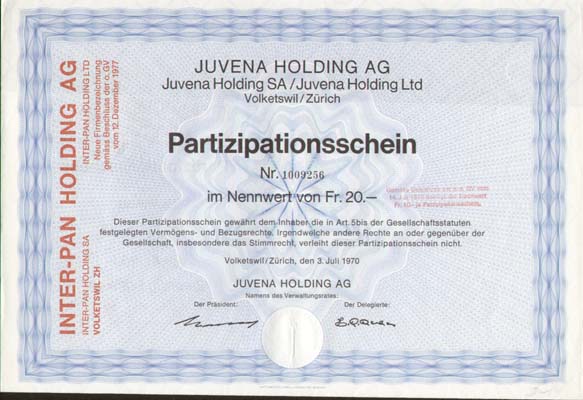 JUVENA HOLDING AG
Juvena Holding SA/Juvena Holding Ltd
Volketswil/Zürich
Partizipationsschein
Nr. 1009256
im Nennwert von Fr. 20.—
Dieser Partizipationsschein gewährt dem Inhaber die in Art. 5bis der Gesellschaftsstatuten
festgelegten Vermögens- und Bezugsrechte. Irgendwelche andere Rechte an oder gegenüber der
Gesellschaft, insbesondere das Stimmrecht, verleiht dieser Partizipationsschein nicht.
Volketswil/Zürich, den 3. Juli 1970
JUVENA HOLDING AG
Namens des Verwaltungsrates:
Der Präsident:
Der Delegierte:
INTER-PAN HOLDING AG
INTER-PAN HOLDING SA
VOLKETSWIL ZH
INTER-PAN HOLDING LTD
Neue Firmenbezeichnung
gemäss Beschluss der o. GV
vom 12. Dezember 1977